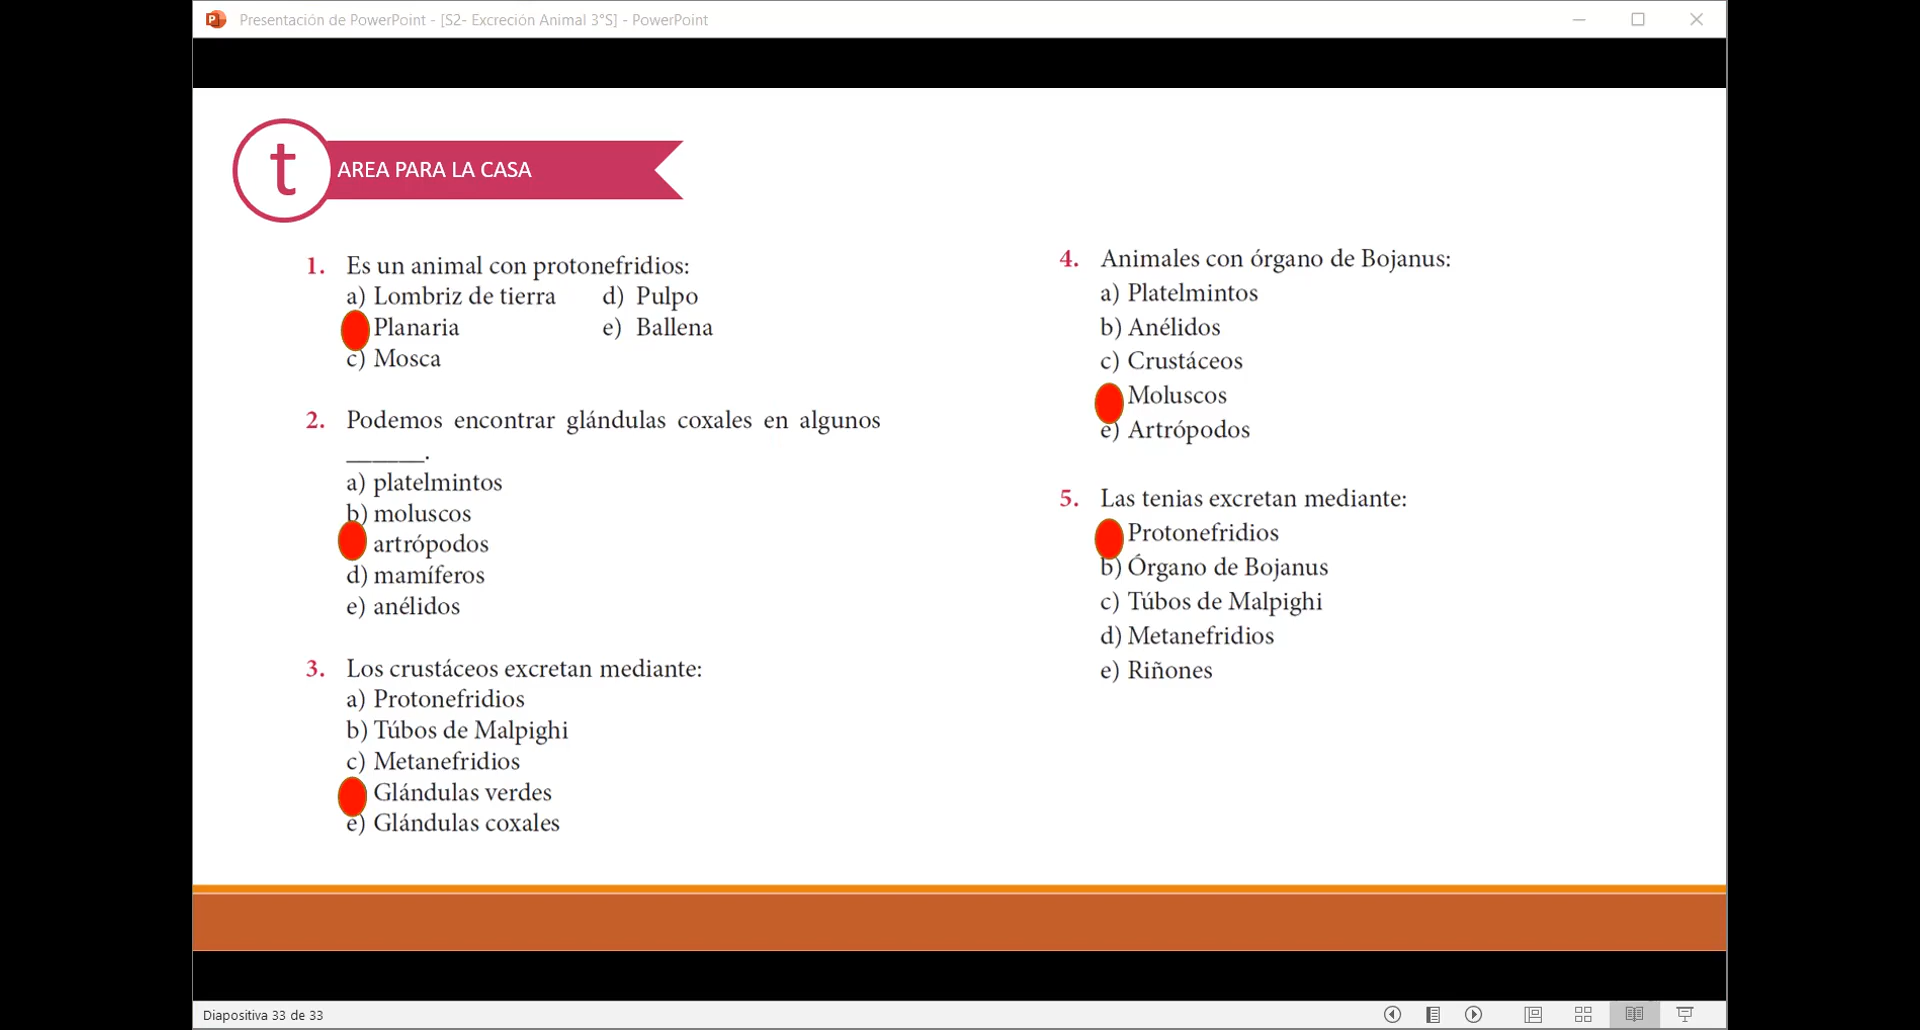 Presentación de PowerPoint - [S2- Excreción Animal 3°S] - PowerPoint
t AREA PARA LA CASA
1. Es un animal con protonefridios:
a) Lombriz de tierra d) Pulpo
Planaria e) Ballena
c) Mosca
2. Podemos encontrar glándulas coxales en algunos
______.
a) platelmintos
b) moluscos
artrópodos
d) mamíferos
e) anélidos
3. Los crustáceos excretan mediante:
a) Protonefridios
b) Túbos de Malpighi
c) Metanefridios
Glándulas verdes
e) Glándulas coxales
4. Animales con órgano de Bojanus:
a) Platelmintos
b) Anélidos
c) Crustáceos
Moluscos
e) Artrópodos
5. Las tenias excretan mediante:
Protonefridios
b) Órgano de Bojanus
c) Túbos de Malpighi
d) Metanefridios
e) Riñones
Diapositiva 33 de 33